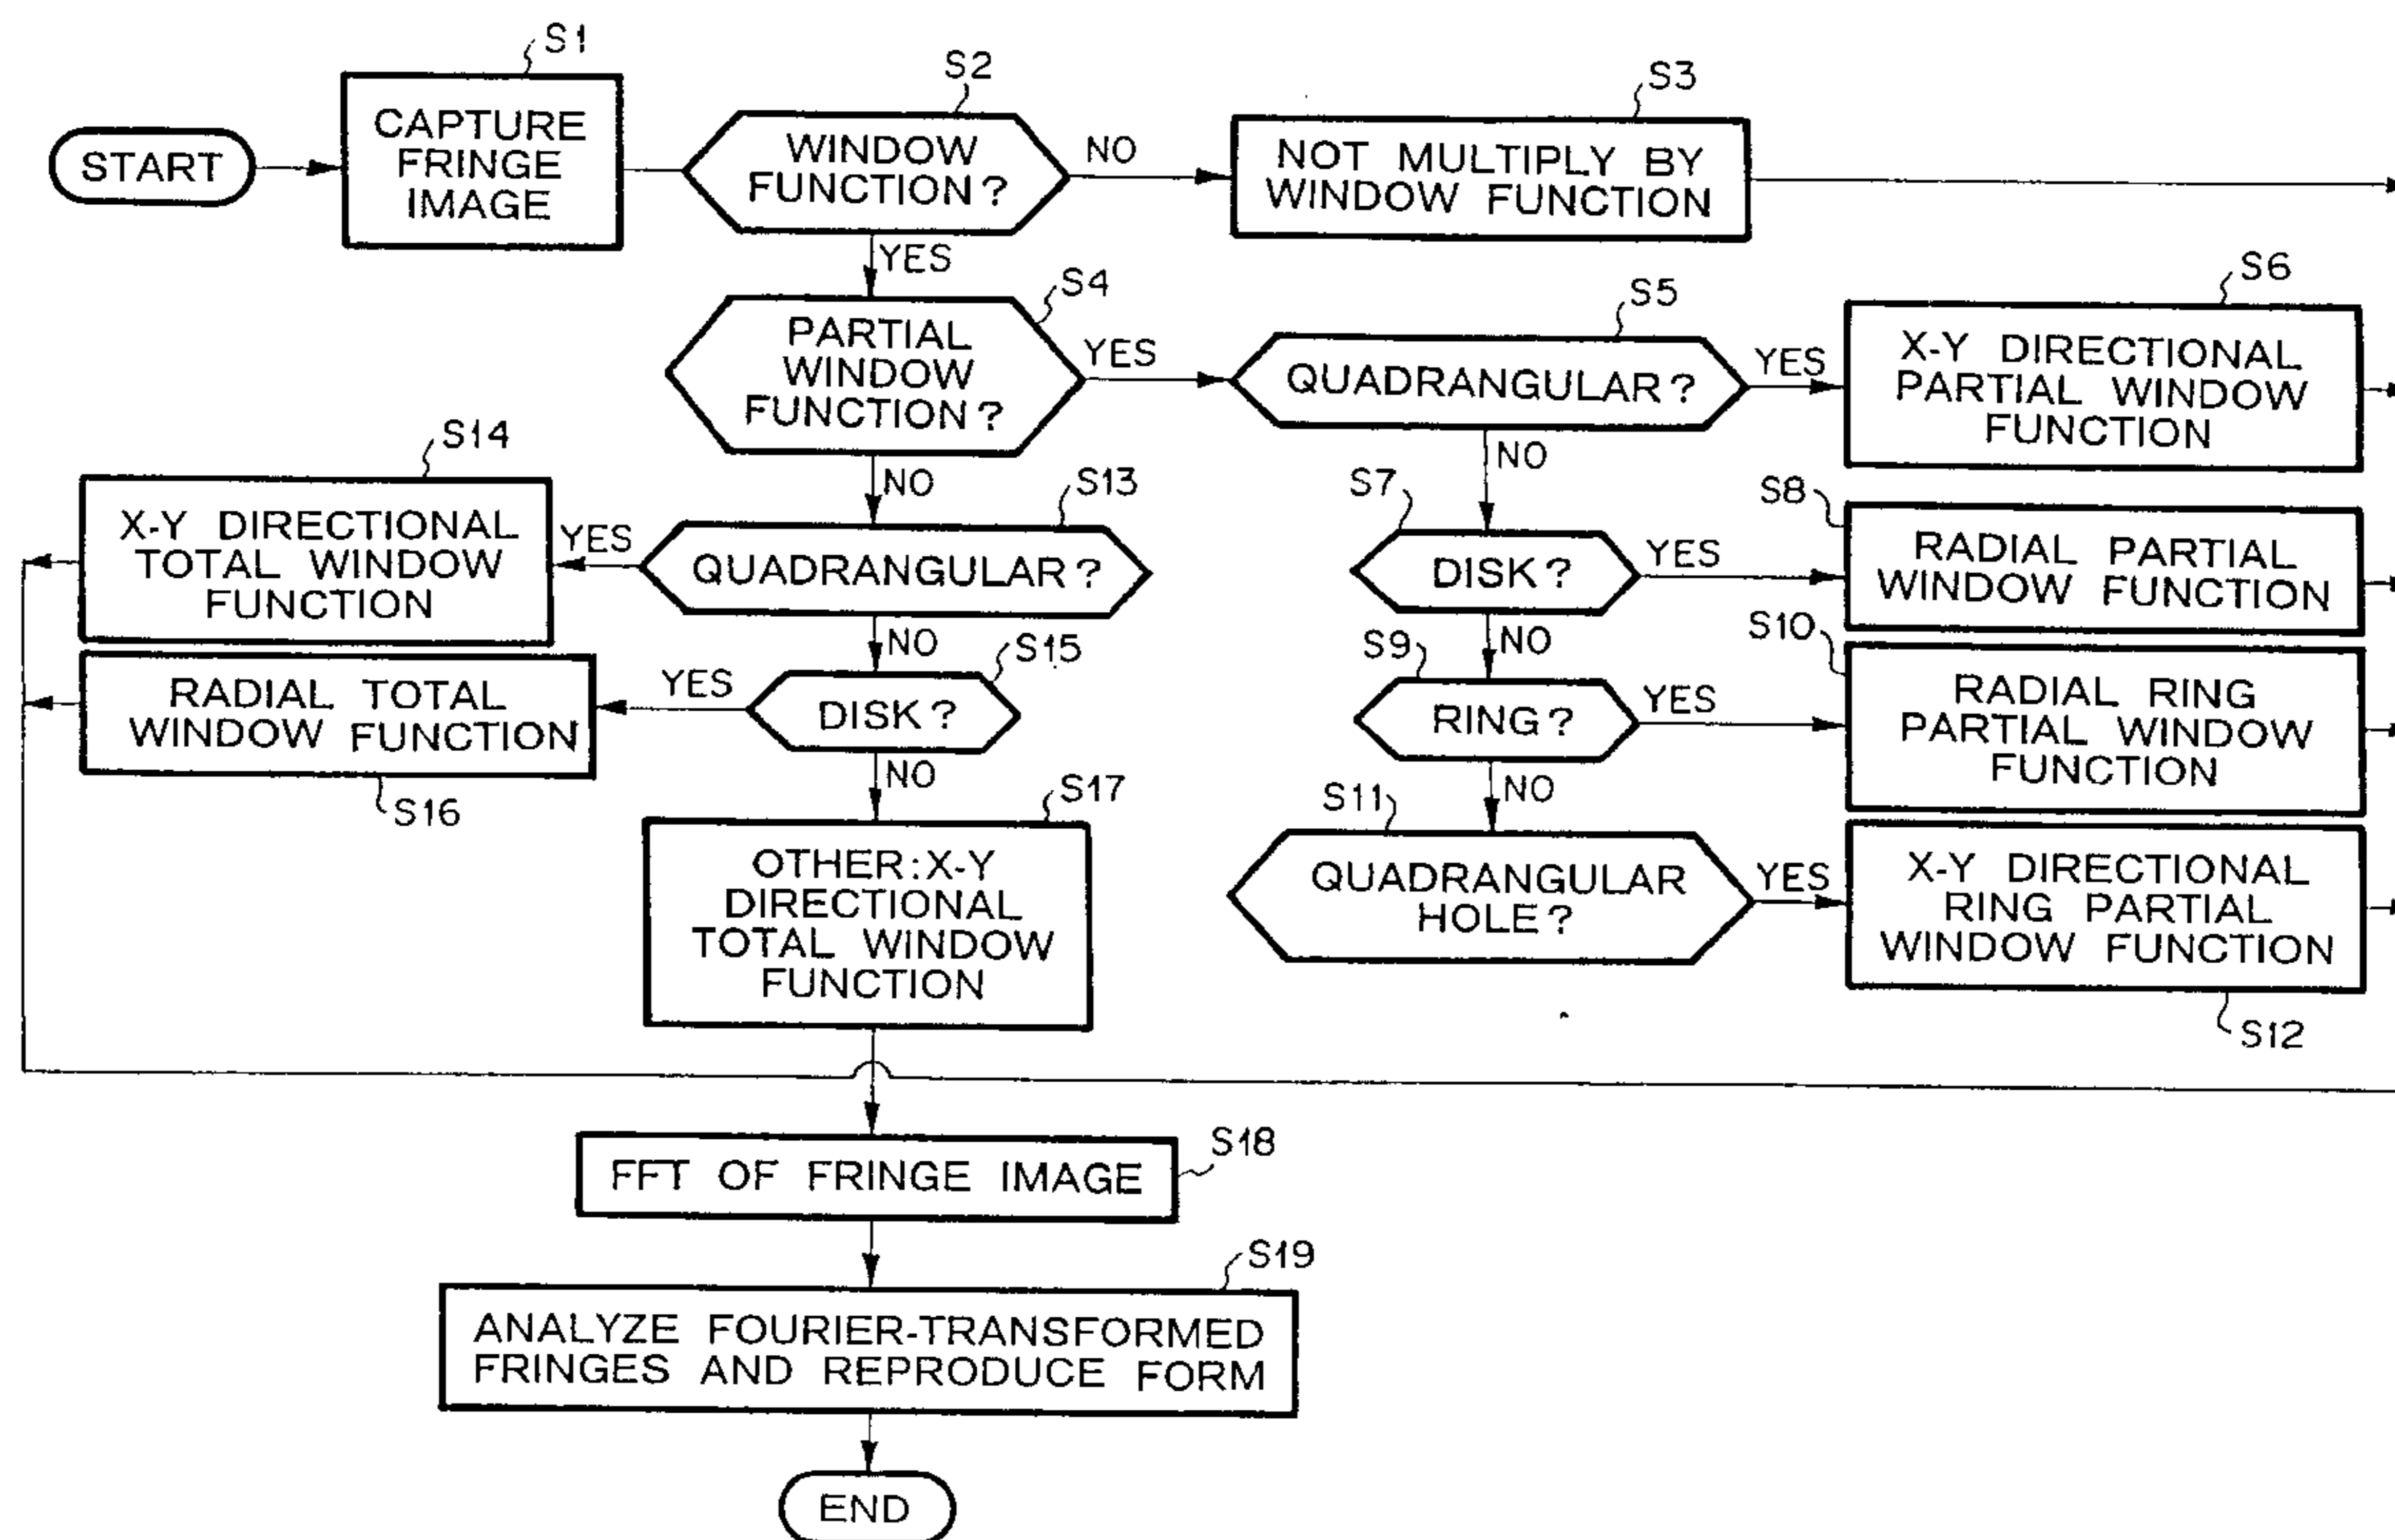 S1
START
CAPTURE
FRINGE
IMAGE
S2
WINDOW
FUNCTION?
NO
S3
NOT MULTIPLY BY
WINDOW FUNCTION
YES
S4
PARTIAL
WINDOW
FUNCTION?
YES
S5
QUADRANGULAR?
YES
S6
X-Y DIRECTIONAL
PARTIAL WINDOW
FUNCTION
NO
S7
DISK?
YES
S8
RADIAL PARTIAL
WINDOW FUNCTION
NO
S9
RING?
YES
S10
RADIAL RING
PARTIAL WINDOW
FUNCTION
NO
S11
QUADRANGULAR
HOLE?
YES
X-Y DIRECTIONAL
RING PARTIAL
WINDOW FUNCTION
S12
NO
S13
QUADRANGULAR?
YES
S14
X-Y DIRECTIONAL
TOTAL WINDOW
FUNCTION
NO
S15
DISK?
YES
RADIAL TOTAL
WINDOW FUNCTION
S16
NO
S17
OTHER:X-Y
DIRECTIONAL
TOTAL WINDOW
FUNCTION
S18
FFT OF FRINGE IMAGE
S19
ANALYZE FOURIER-TRANSFORMED
FRINGES AND REPRODUCE FORM
END